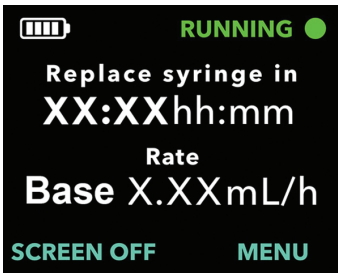 RUNNING
Replace syringe in
XX:XXhh:mm
Rate
Base X.XXmL/h
SCREEN OFF MENU